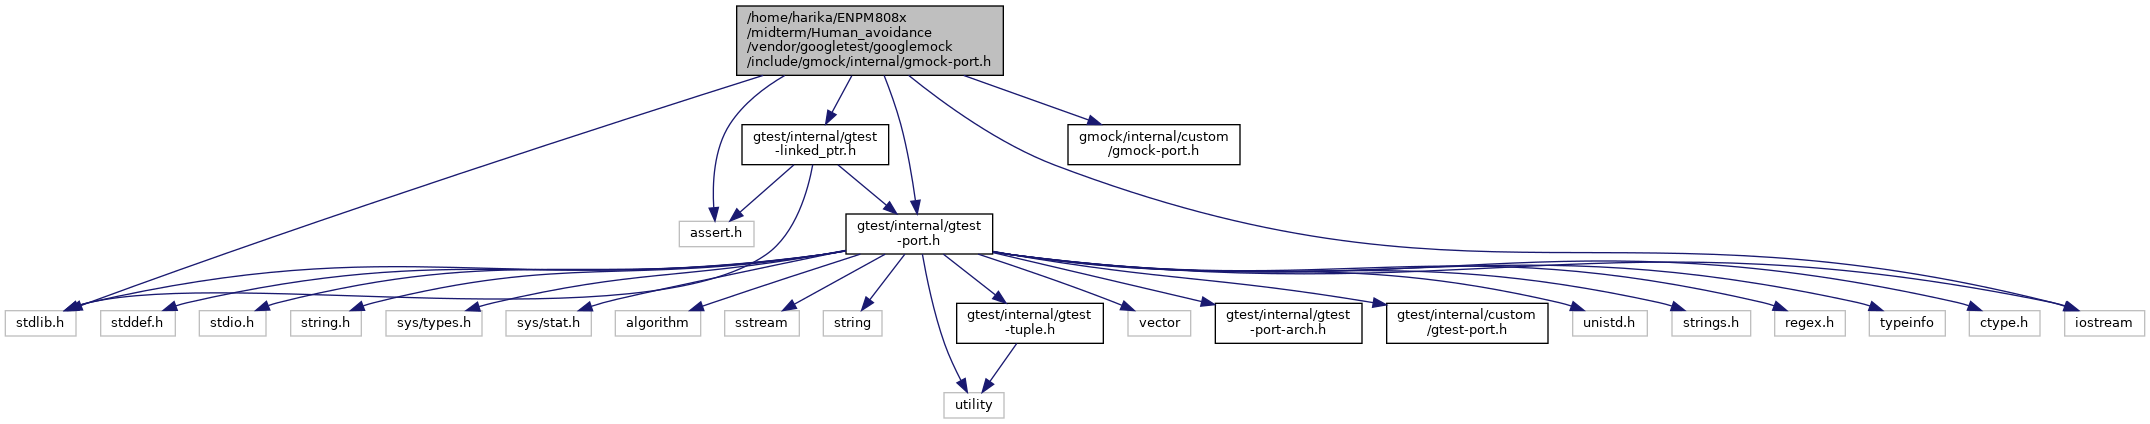 /home/harika/ENPM808x
/midterm/Human_avoidance
/vendor/googletest/googlemock
/include/gmock/internal/gmock-port.h
gtest/internal/gtest
-linked_ptr.h
gmock/internal/custom
/gmock-port.h
assert.h
gtest/internal/gtest
-port.h
stdlib.h
stddef.h
stdio.h
string.h
sys/types.h
sys/stat.h
algorithm
sstream
string
gtest/internal/gtest
-tuple.h
vector
gtest/internal/gtest
-port-arch.h
gtest/internal/custom
/gtest-port.h
unistd.h
strings.h
regex.h
typeinfo
ctype.h
iostream
utility